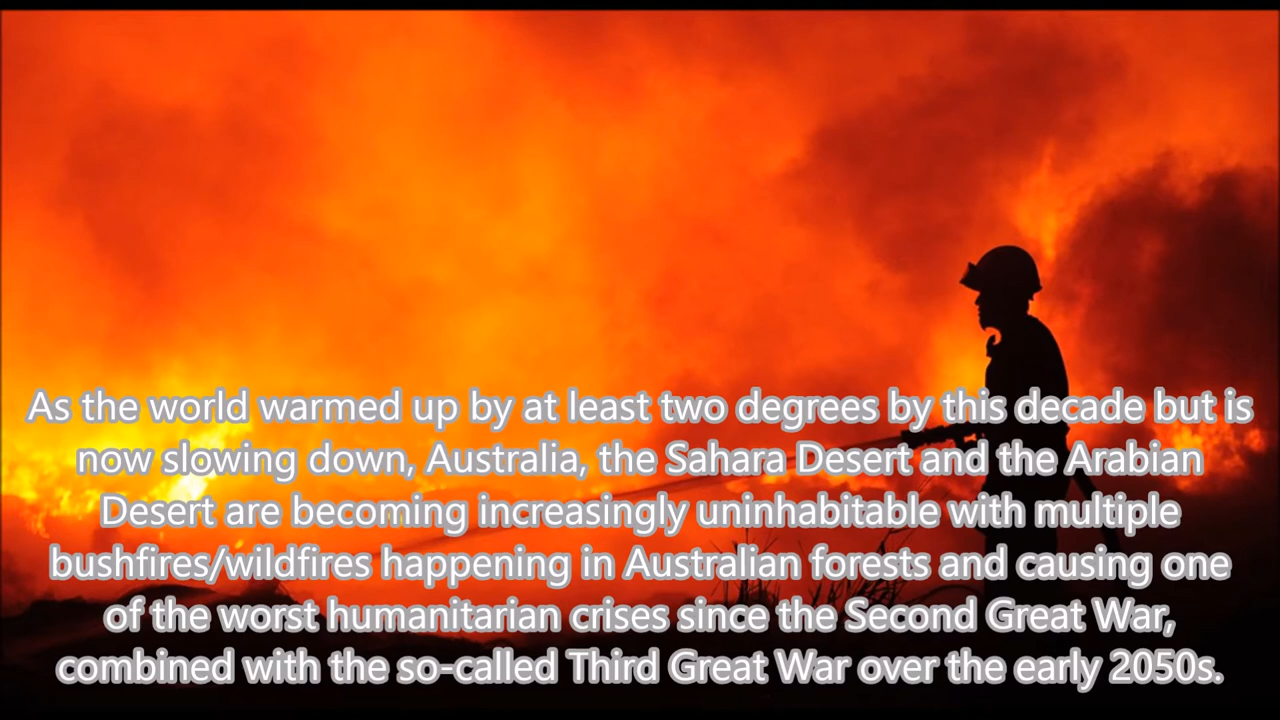 As the world warmed up by at least two degrees by this decade but is
now slowing down, Australia, the Sahara Desert and the Arabian
Desert are becoming increasingly uninhabitable with multiple
bushfires/wildfires happening in Australian forests and causing one
of the worst humanitarian crises since the Second Great War,
combined with the so-called Third Great War over the early 2050s.